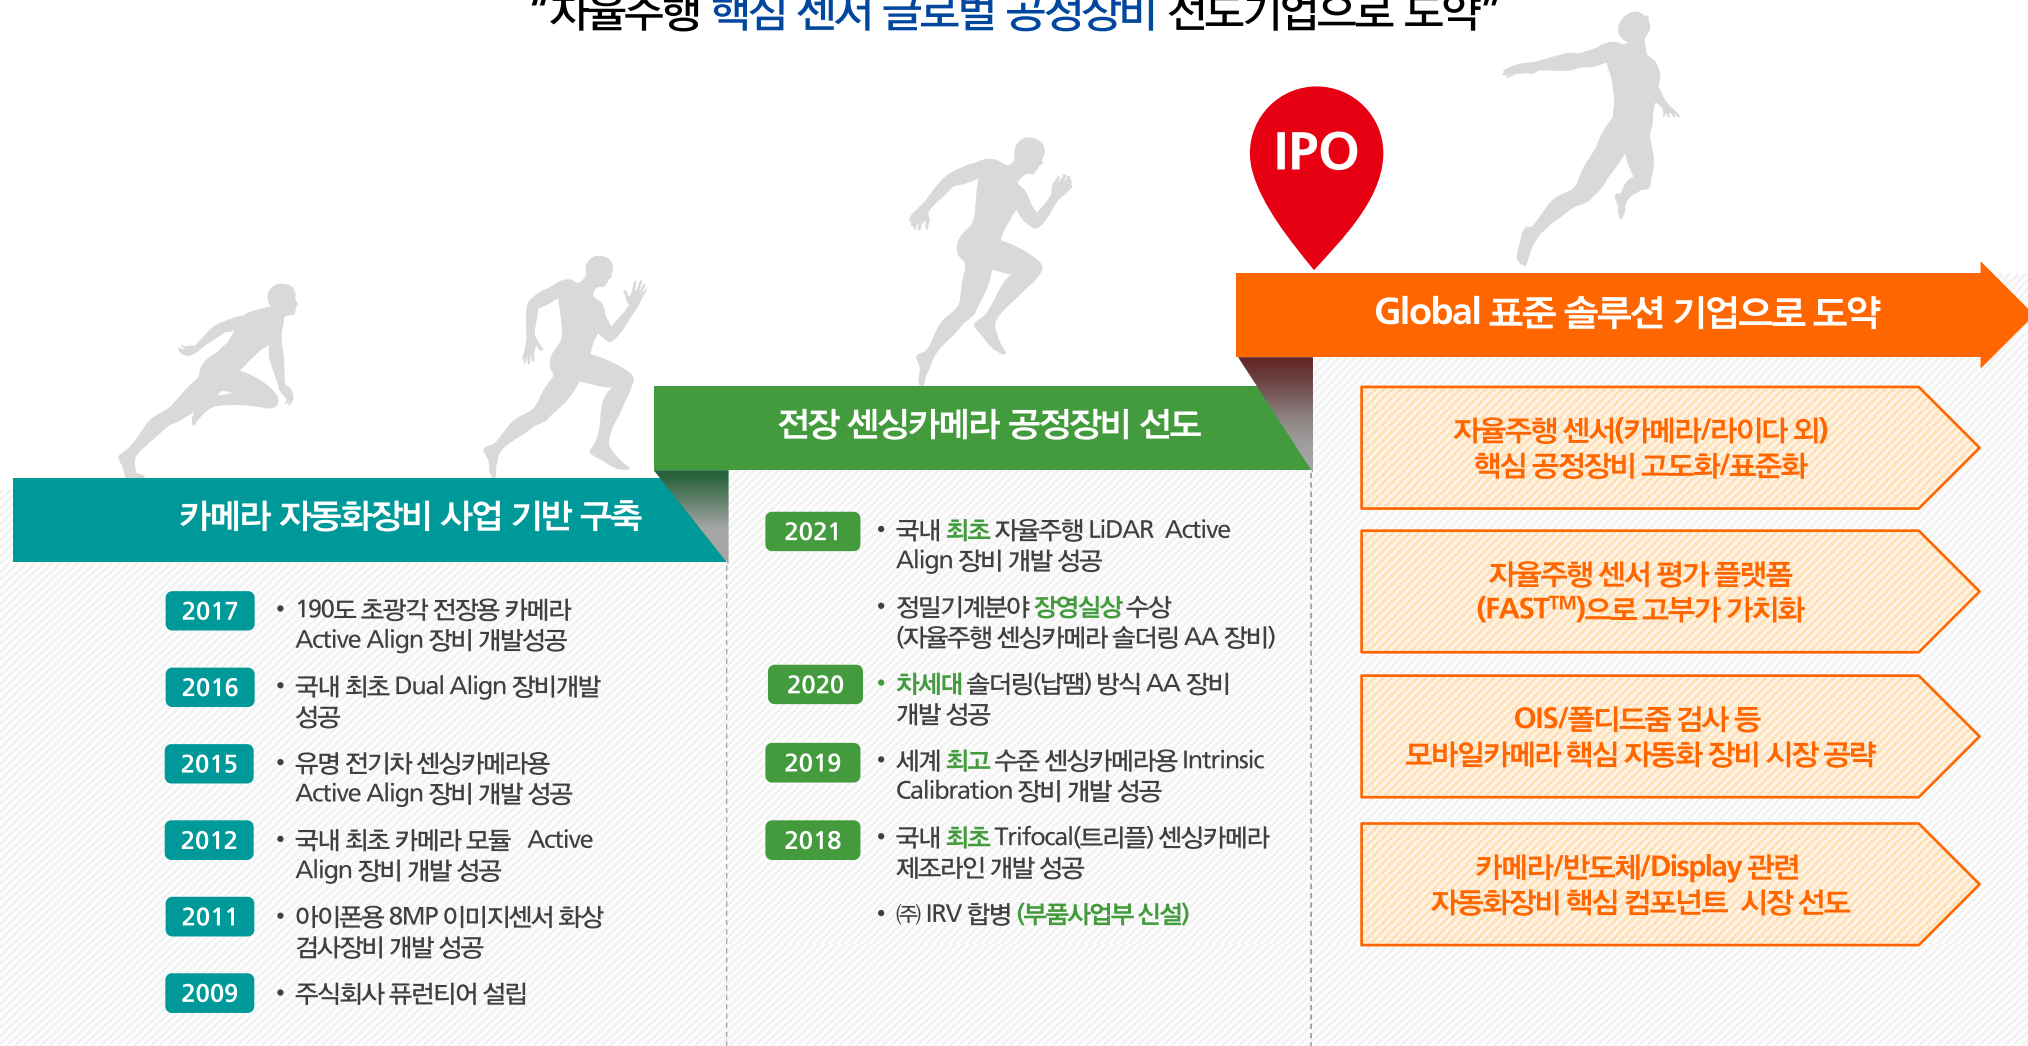 "자율주행 핵심 센서 글로벌 공정장비 선도기업으로 도약"
IPO
Global 표준 솔루션 기업으로 도약
전장 센싱카메라 공정장비 선도
카메라 자동화장비 사업 기반 구축
2017
• 190도 초광각 전장용 카메라
Active Align 장비 개발성공
2016
• 국내 최초 Dual Align 장비개발
성공
2015
• 유명 전기차 센싱카메라용
Active Align 장비 개발 성공
2012
• 국내 최초 카메라 모듈 Active
Align 장비 개발 성공
2011
• 아이폰용 8MP 이미지센서 화상
검사장비 개발 성공
2009
• 주식회사 퓨런티어 설립
2021
• 국내 최초 자율주행 LiDAR Active
Align 장비 개발 성공
• 정밀기계분야 장영실상 수상
(자율주행 센싱카메라 솔더링 AA 장비)
2020
• 차세대 솔더링(납땜) 방식 AA 장비
개발 성공
2019
• 세계 최고 수준 센싱카메라용 Intrinsic
Calibration 장비 개발 성공
2018
• 국내 최초 Trifocal(트리플) 센싱카메라
제조라인 개발 성공
• ㈜ IRV 합병 (부품사업부 신설)
자율주행 센서(카메라/라이다 외)
핵심 공정장비 고도화/표준화
자율주행 센서 평가 플랫폼
(FAST™)으로 고부가 가치화
OIS/폴디드줌 검사 등
모바일카메라 핵심 자동화 장비 시장 공략
카메라/반도체/Display 관련
자동화장비 핵심 컴포넌트 시장 선도